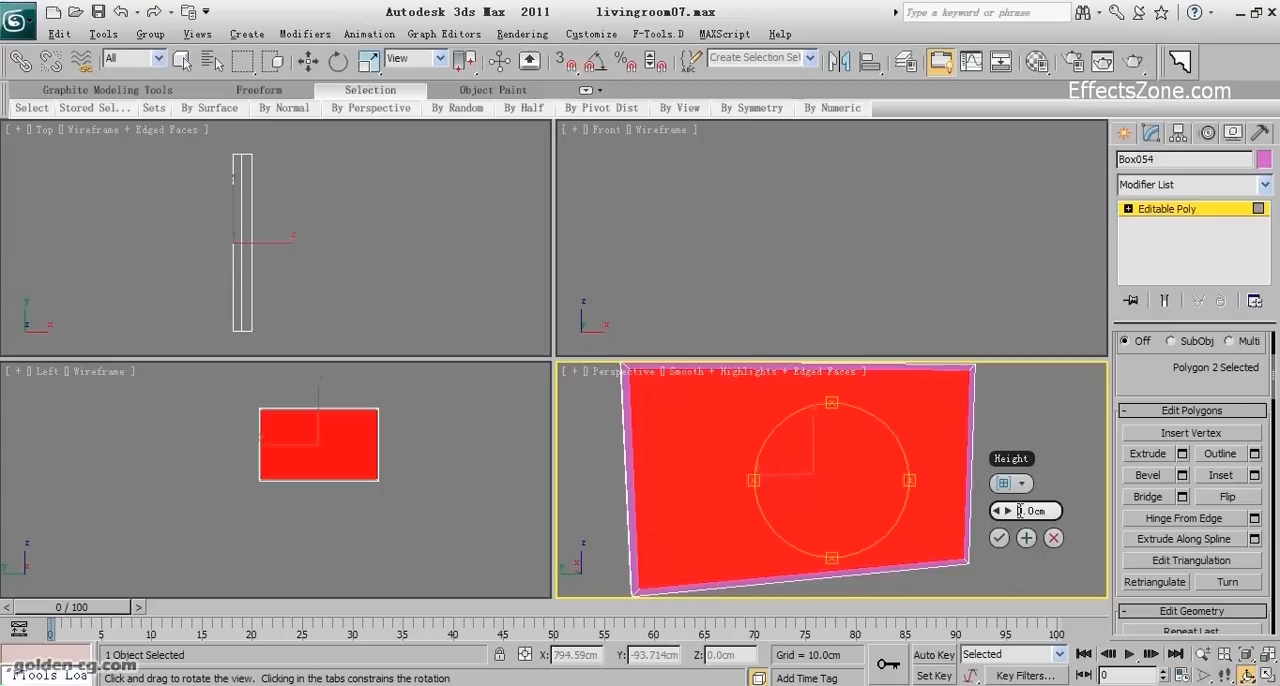 Autodesk 3ds Max 2011 livingroom07.max
Type a keyword or phrase
Edit Tools Group Views Create Modifiers Animation Graph Editors Rendering Customize F-Tools.D MAXScript Help
All View Create Selection Set
EffectsZone.com
Graphite Modeling Tools Freeform Selection Object Paint
Select Stored Sel... Sets By Surface By Normal By Perspective By Random By Half By Pivot Dist By View By Symmetry By Numeric
[ + [] Top [] Wireframe + Edged Faces ]
[ + [] Front [] Wireframe ]
Box054
Modifier List
Editable Poly
Off SubObj Multi
Polygon 2 Selected
[ + [] Left [] Wireframe ]
[ + [] Perspective [] Smooth + Highlights + Edged Faces ]
Height
.0cm
- Edit Polygons
Insert Vertex
Extrude Outline
Bevel Inset
Bridge Flip
Hinge From Edge
Extrude Along Spline
Edit Triangulation
Retriangulate Turn
- Edit Geometry
Repeat Last
< 0 / 100 >
0 5 10 15 20 25 30 35 40 45 50 55 60 65 70 75 80 85 90 95 100
1 Object Selected X: 794.59cm Y: -93.714cm Z: 0.0cm Grid = 10.0cm Auto Key Selected
golden-cg.com
"FTools Loa Click and drag to rotate the view. Clicking in the tabs constrains the rotation Add Time Tag Set Key Key Filters... 0